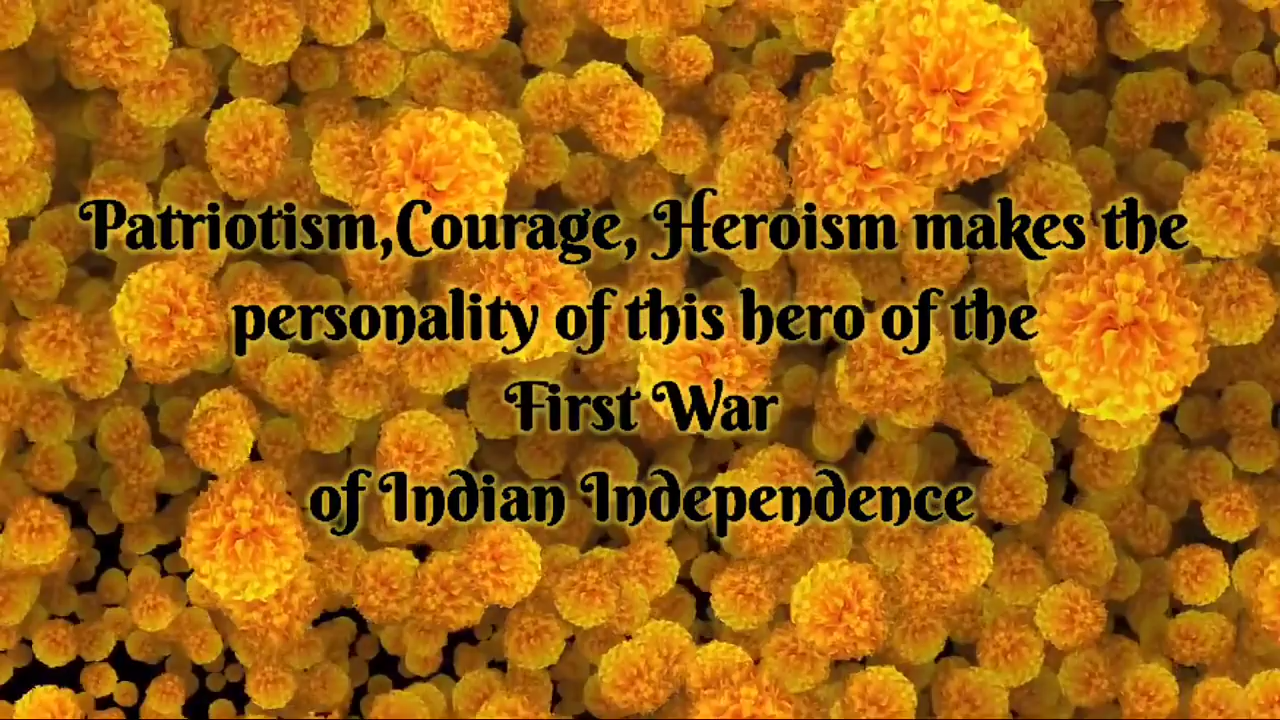 Patriotism,Courage, Heroism makes the
personality of this hero of the
First War
of Indian Independence